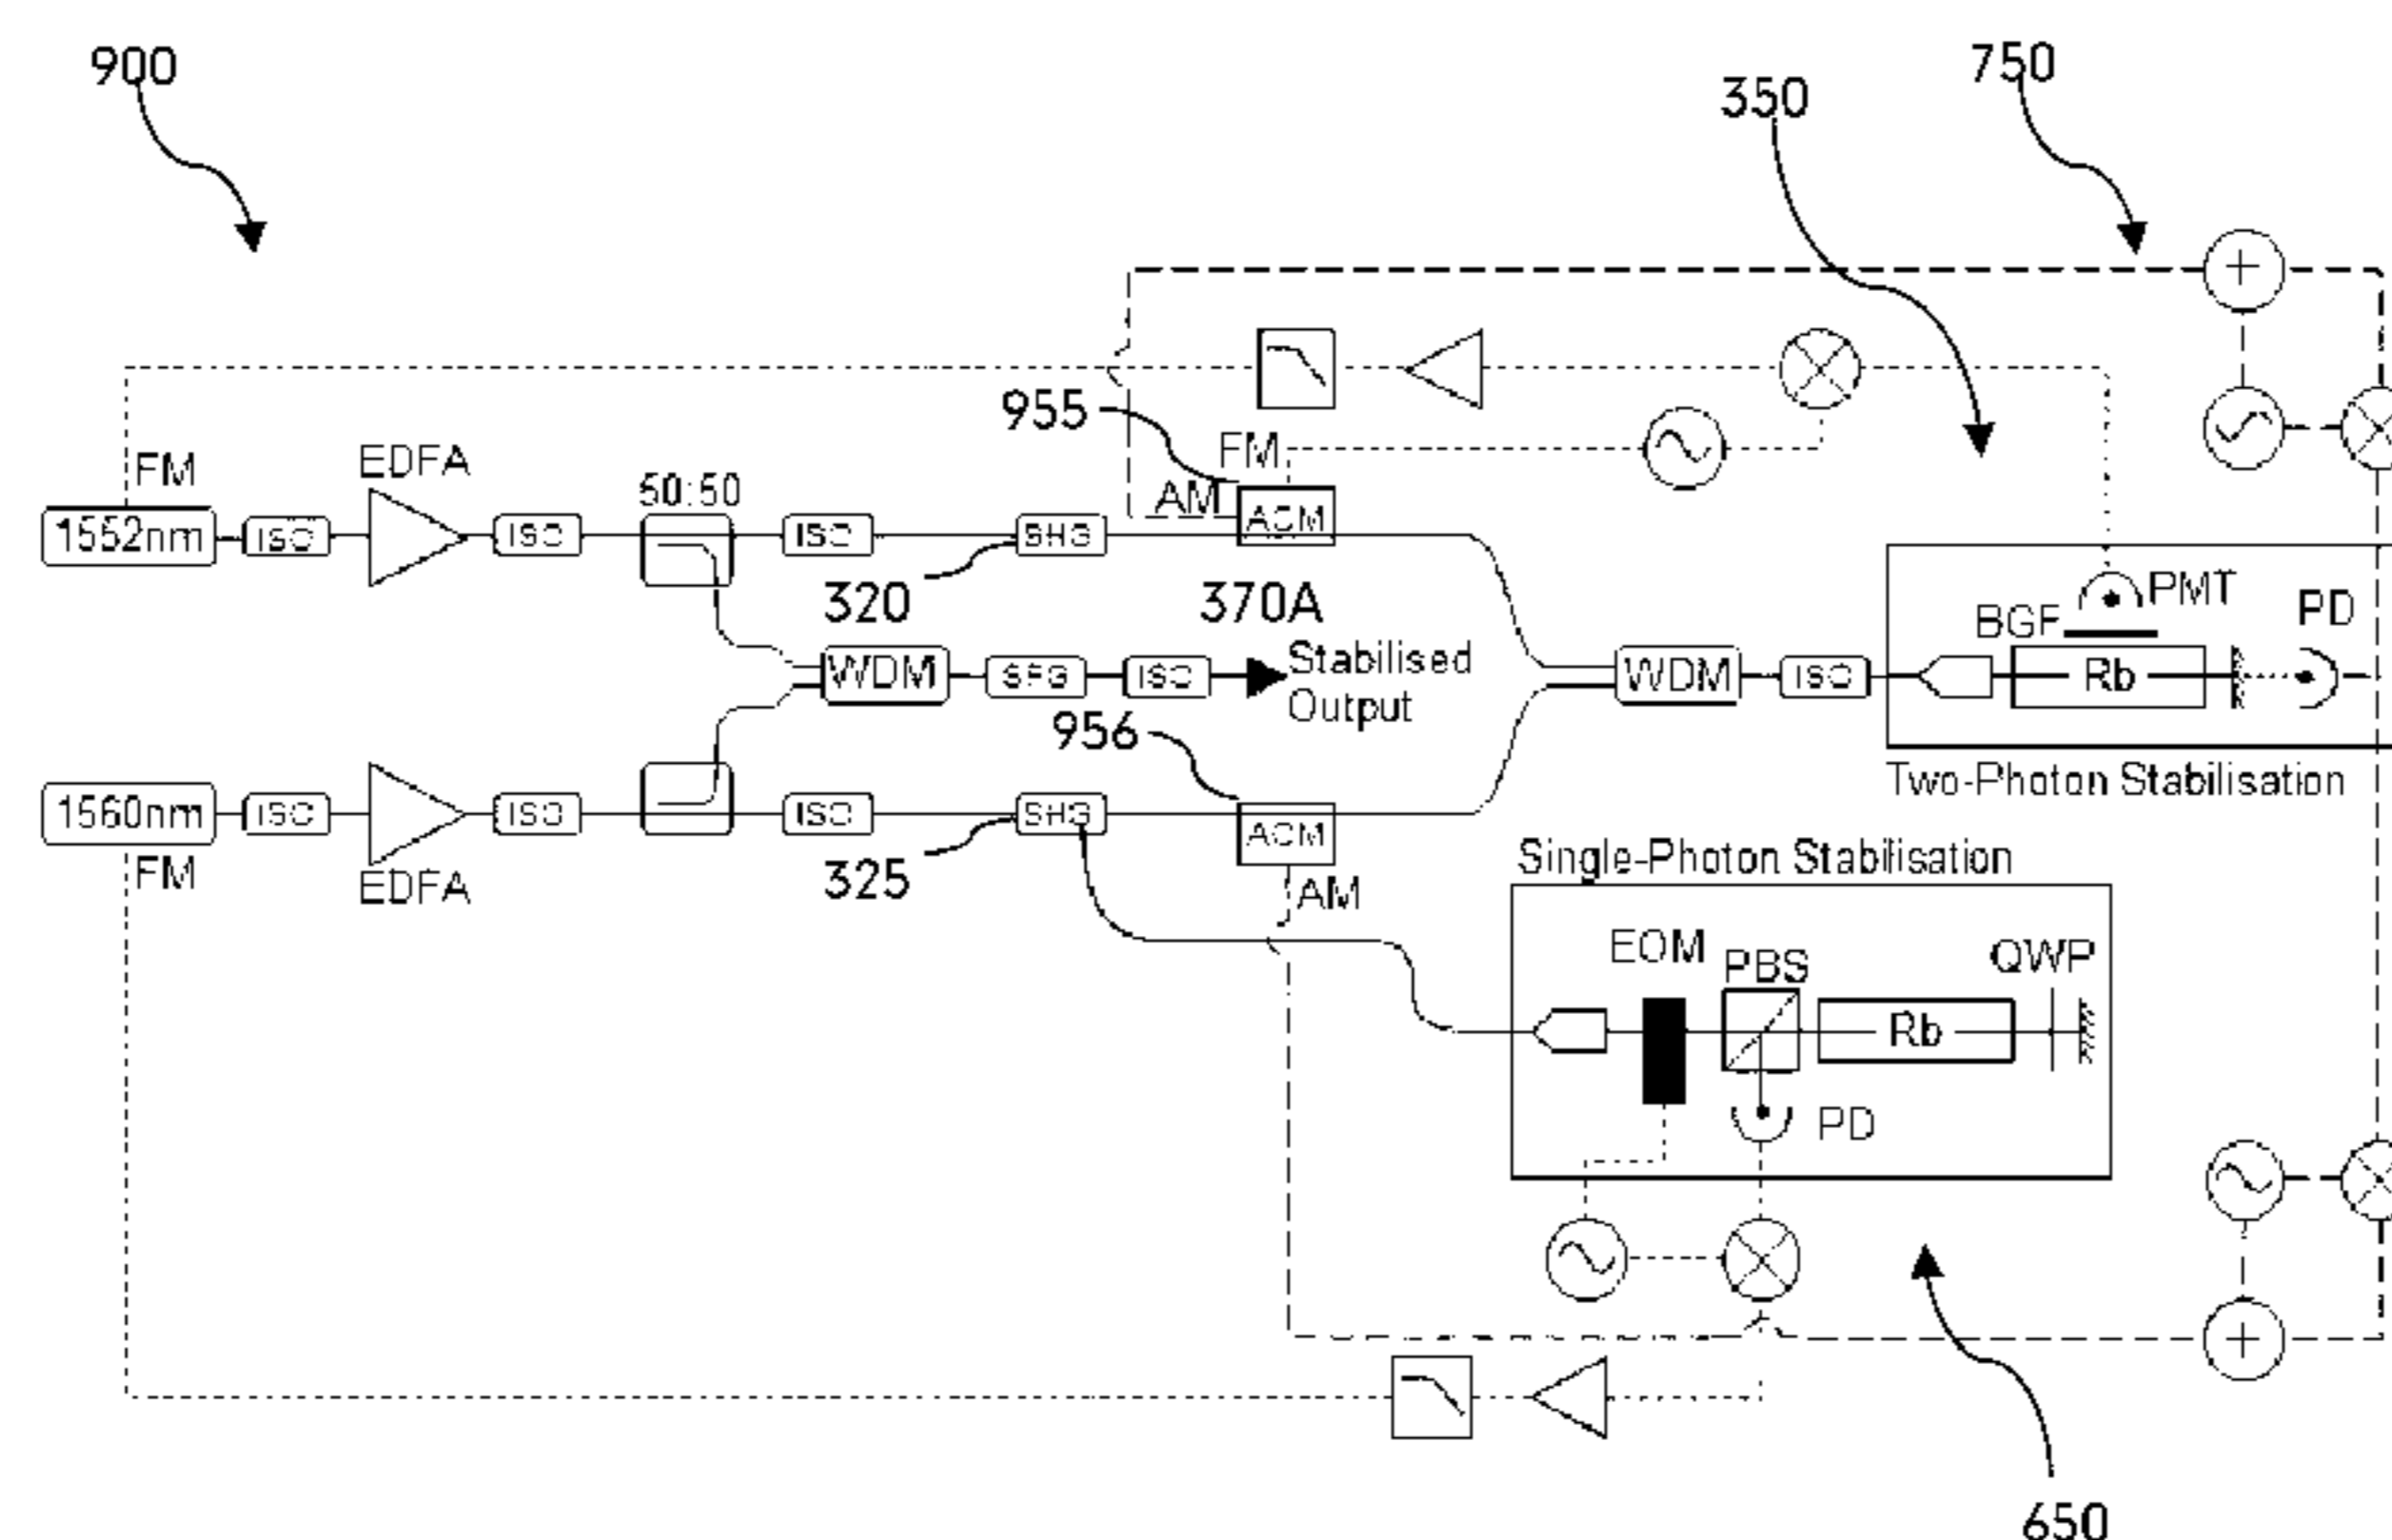 900
750
350
955
FM
FM
EDFA
50:50
AM
1552nm
ISO
ISO
ISO
SHG
AOM
320
370A
PMT
PD
BGF
WDM
SFG
ISO
Stabilised
Output
WDM
ISO
Rb
956
Two-Photon Stabilisation
1560nm
ISO
ISO
ISO
SHG
AOM
FM
EDFA
325
AM
Single-Photon Stabilisation
EOM
PBS
QWP
Rb
PD
650